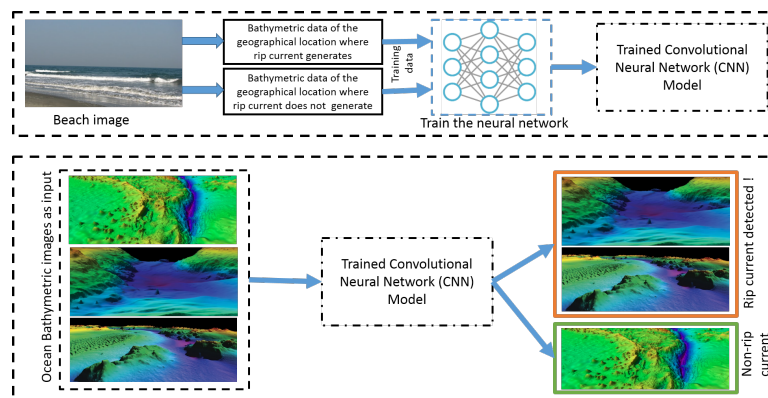 Bathymetric data of the
geographical location where
rip current generates
Bathymetric data of the
geographical location where
rip current does not generate
Training
data
Trained Convolutional
Neural Network (CNN)
Model
Beach image
Train the neural network
Ocean Bathymetric images as input
Trained Convolutional
Neural Network (CNN)
Model
Rip current detected !
Non-rip
current